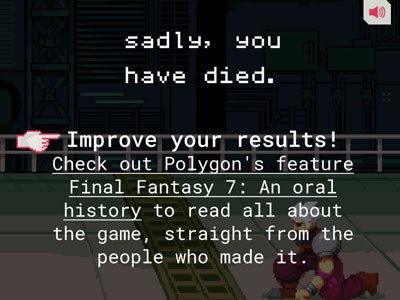 sadly, you
have died.
Improve your results!
Check out Polygon's feature
Final Fantasy 7: An oral
history to read all about
the game, straight from the
people who made it.